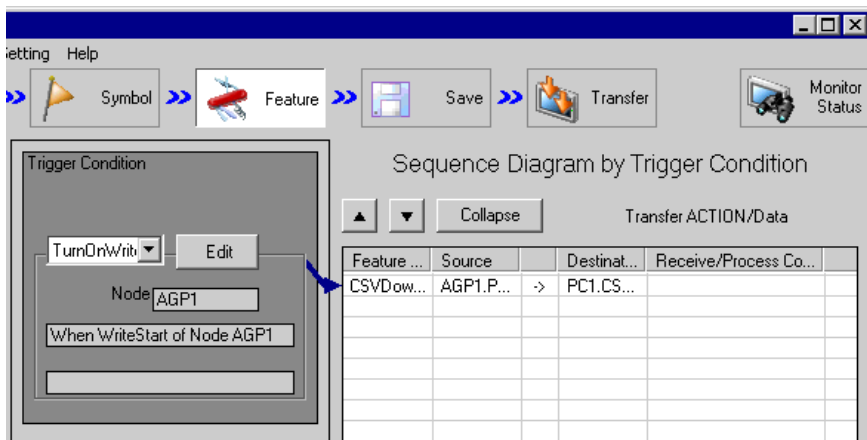 Setting Help
Symbol
Feature
Save
Transfer
Monitor
Status
Trigger Condition
Sequence Diagram by Trigger Condition
Collapse
Transfer ACTION/Data
TurnOnWrit
Edit
Node AGP1
When WriteStart of Node AGP1
Feature ... Source Destinat... Receive/Process Co...
CSVDow... AGP1.P... -> PC1.CS...